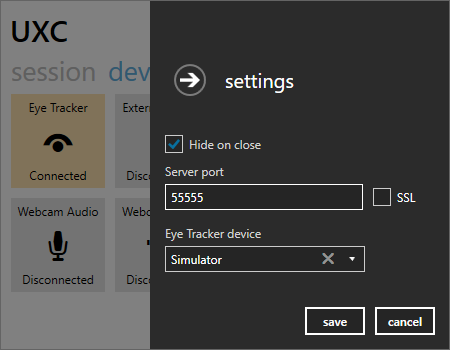 UXC
session dev
settings
Eye Tracker
Extern
Connected
Disco
Hide on close
Server port
55555
SSL
Webcam Audio
Webc
Disconnected
Disco
Eye Tracker device
Simulator
save
cancel